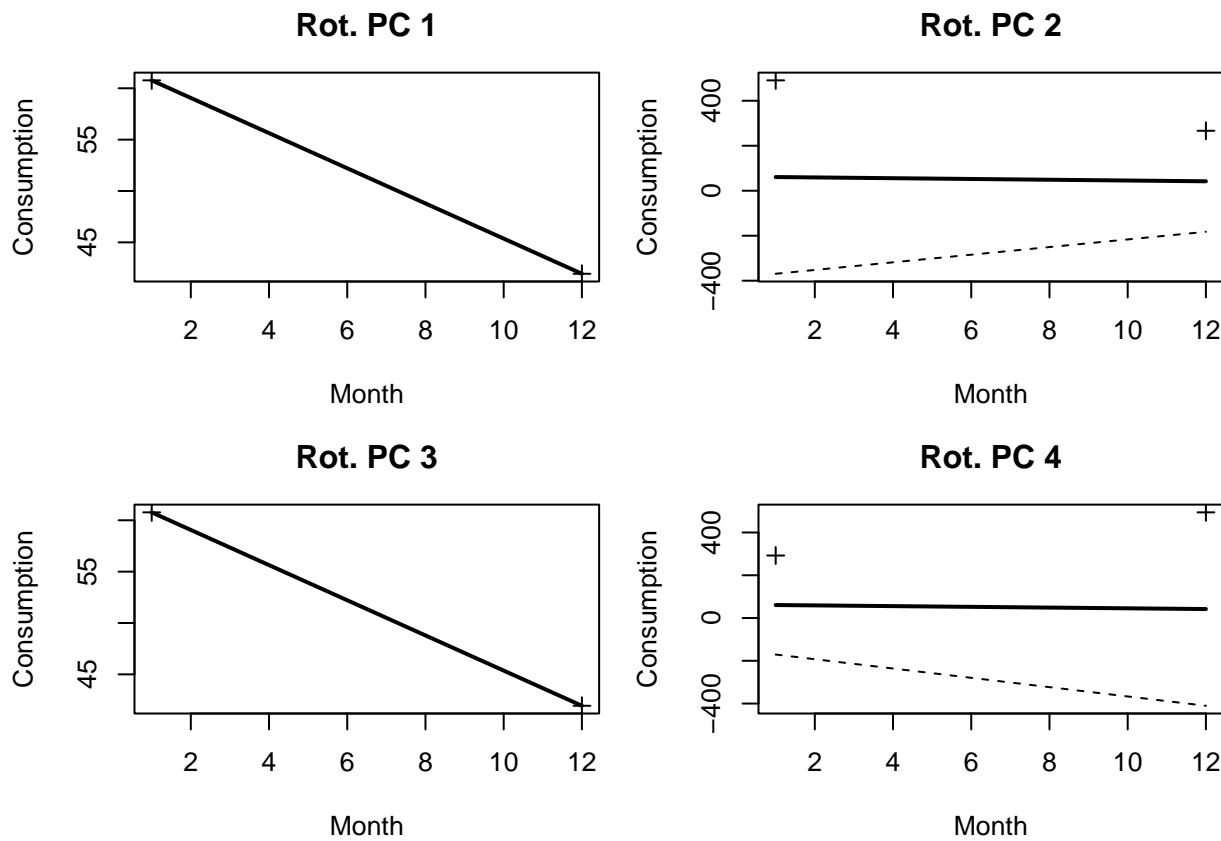 Rot. PC 1
Consumption
55
45
2 4 6 8 10 12
Month
Rot. PC 2
Consumption
400
0
−400
2 4 6 8 10 12
Month
Rot. PC 3
Consumption
55
45
2 4 6 8 10 12
Month
Rot. PC 4
Consumption
400
0
−400
2 4 6 8 10 12
Month